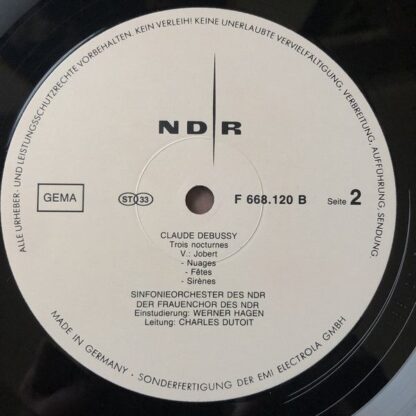 ALLE URHEBER- UND LEISTUNGSSCHUTZRECHTE VORBEHALTEN. KEIN VERLEIH! KEINE UNERLAUBTE VERVIELFÄLTIGUNG, VERBREITUNG, AUFFÜHRUNG, SENDUNG
NDR
GEMA
ST 33
F 668.120 B Seite 2
CLAUDE DEBUSSY
Trois nocturnes
V.: Jobert
- Nuages
- Fêtes
- Sirènes
SINFONIEORCHESTER DES NDR
DER FRAUENCHOR DES NDR
Einstudierung: WERNER HAGEN
Leitung: CHARLES DUTOIT
MADE IN GERMANY · SONDERFERTIGUNG DER EMI ELECTROLA GMBH